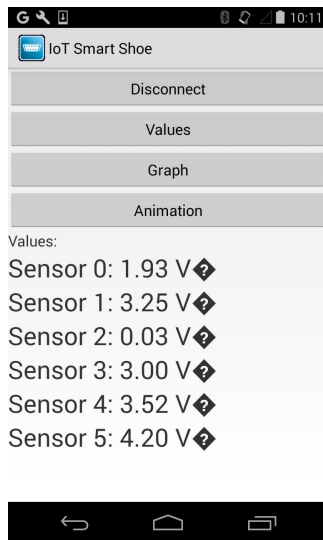 G 10:11
IoT Smart Shoe
Disconnect
Values
Graph
Animation
Values:
Sensor 0: 1.93 V�
Sensor 1: 3.25 V�
Sensor 2: 0.03 V�
Sensor 3: 3.00 V�
Sensor 4: 3.52 V�
Sensor 5: 4.20 V�